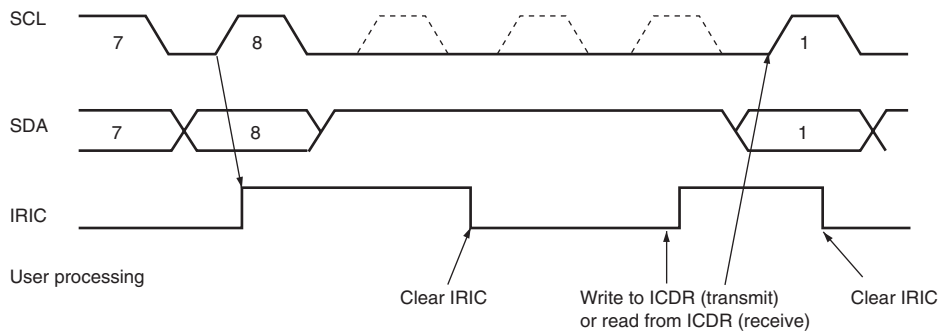 SCL
7
8
1
SDA
7
8
1
IRIC
User processing
Clear IRIC
Write to ICDR (transmit)
or read from ICDR (receive)
Clear IRIC